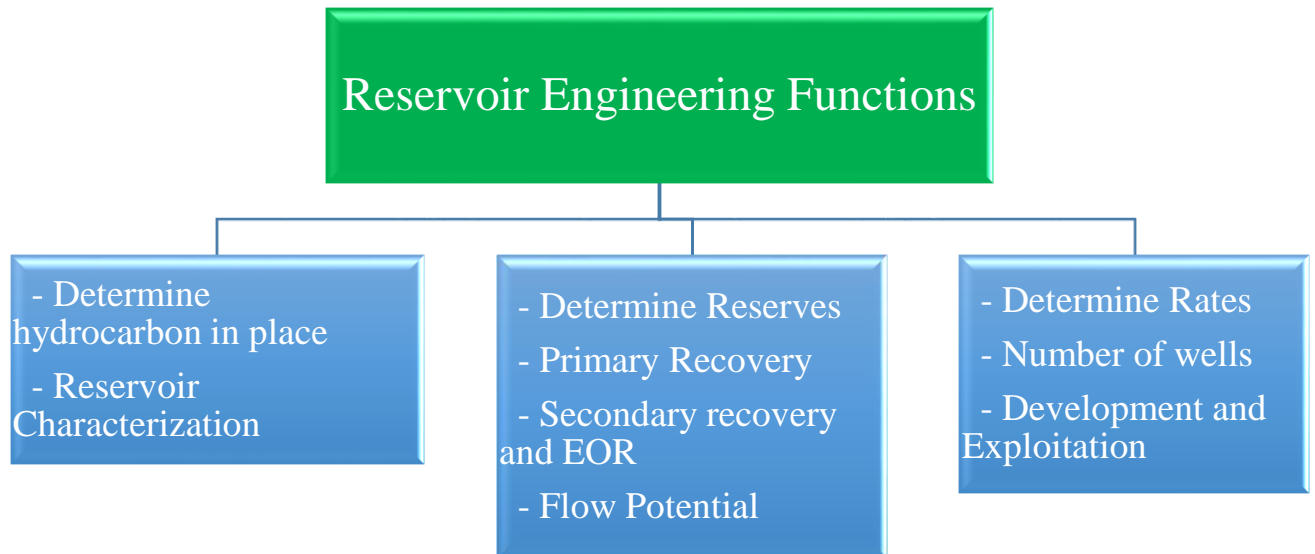 Reservoir Engineering Functions
- Determine
hydrocarbon in place
- Reservoir
Characterization
- Determine Reserves
- Primary Recovery
- Secondary recovery
and EOR
- Flow Potential
- Determine Rates
- Number of wells
- Development and
Exploitation